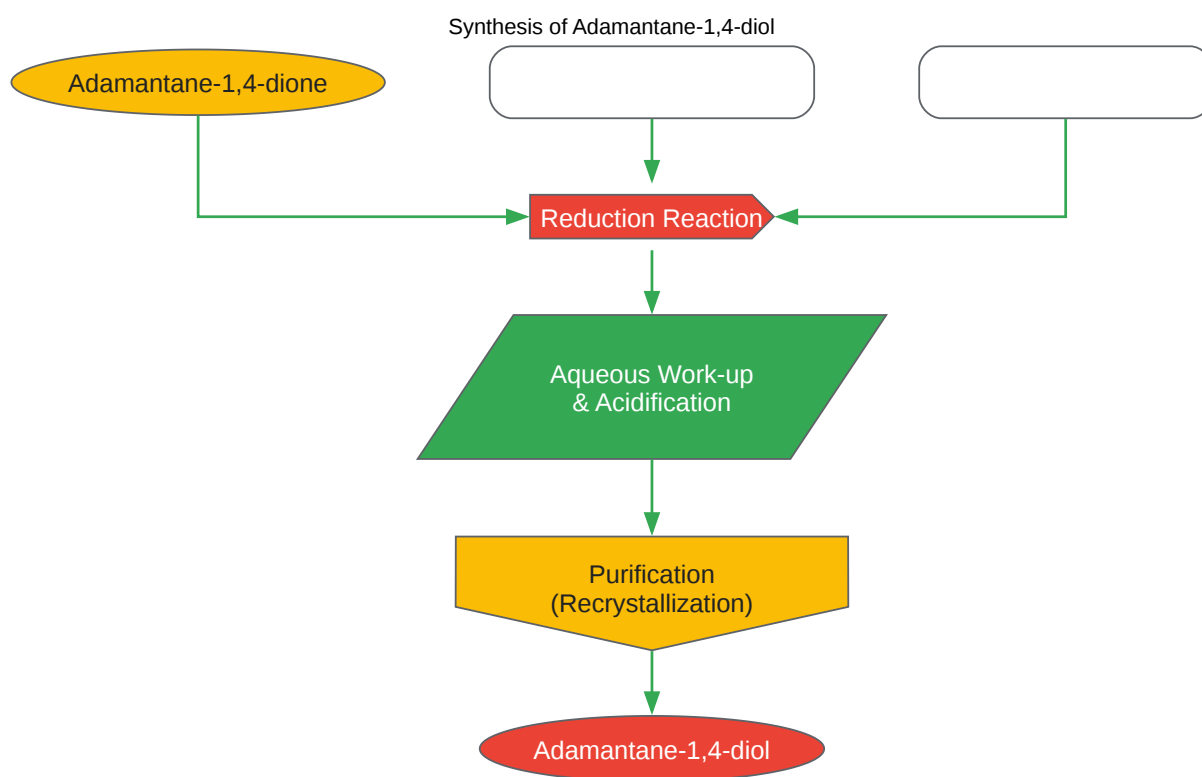 Synthesis of Adamantane-1,4-diol
Adamantane-1,4-dione
Reduction Reaction
Aqueous Work-up
& Acidification
Purification
(Recrystallization)
Adamantane-1,4-diol